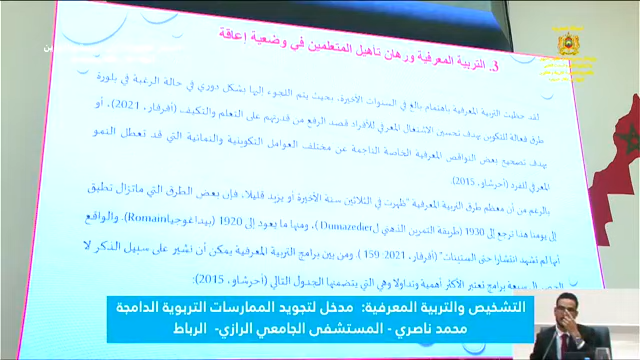 3. التربية المعرفية ورهان تأهيل المتعلمين في وضعية إعاقة
لقد حظيت التربية المعرفية باهتمام بالغ في السنوات الأخيرة، بحيث يتم اللجوء إليها بشكل دوري في حالة الرغبة في بلورة
طرق فعالة للتكوين بهدف تحسين الاشتغال المعرفي للأفراد قصد الرفع من قدرتهم على التعلم والتكيف (أفرفار، 2021)، أو
بهدف تصحيح بعض النواقص المعرفية الخاصة الناجمة عن مختلف العوامل التكوينية والنمائية التي قد تعطل النمو
المعرفي للفرد (أحرشاو، 2015).
بالرغم من أن معظم طرق التربية المعرفية "ظهرت في الثلاثين سنة الأخيرة أو يزيد قليلا، فإن بعض الطرق التي ماتزال تطبق
إلى يومنا هذا ترجع إلى 1930 (طريقة التمرين الذهني لـDumazedier)، ومنها ما يعود إلى 1920 (بيداغوجيا Romain). والواقع
أنها لم تشهد انتشارا حتى الستينات" (أفرفار، 2021: 159). ومن بين برامج التربية المعرفية يمكن أن نشير على سبيل الذكر لا
الحصر إلى سبعة برامج تعتبر الأكثر أهمية وتداولا وهي التي يتضمنها الجدول التالي (أحرشاو، 2015):
التشخيص والتربية المعرفية: مدخل لتجويد الممارسات التربوية الدامجة
محمد ناصري - المستشفى الجامعي الرازي- الرباط